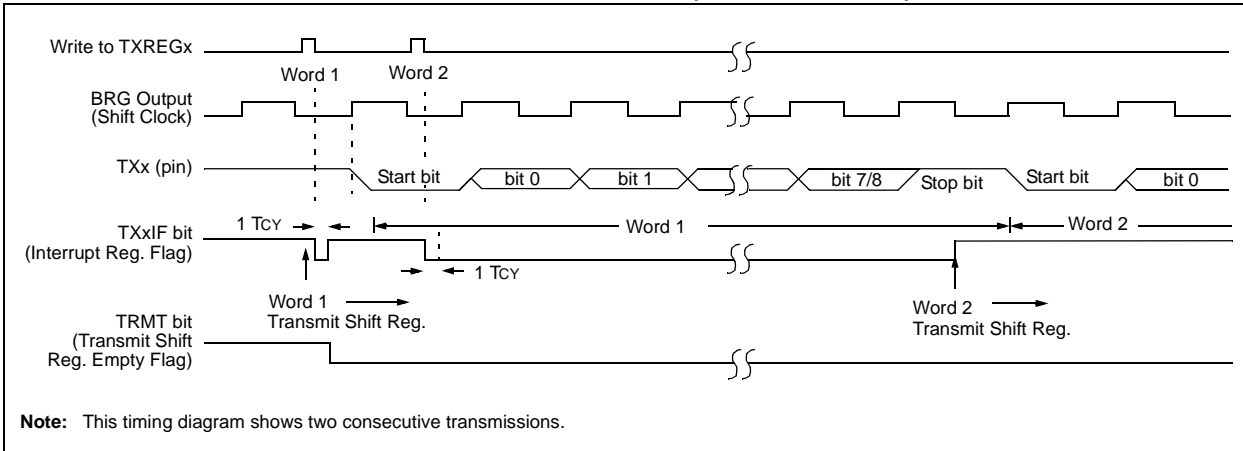 Write to TXREGx
Word 1
Word 2
BRG Output
(Shift Clock)
TXx (pin)
Start bit
bit 0
bit 1
bit 7/8
Stop bit
Start bit
bit 0
1 TCY
TXxIF bit
(Interrupt Reg. Flag)
Word 1
Word 2
1 TCY
Word 1
Transmit Shift Reg.
Word 2
Transmit Shift Reg.
TRMT bit
(Transmit Shift
Reg. Empty Flag)
Note: This timing diagram shows two consecutive transmissions.